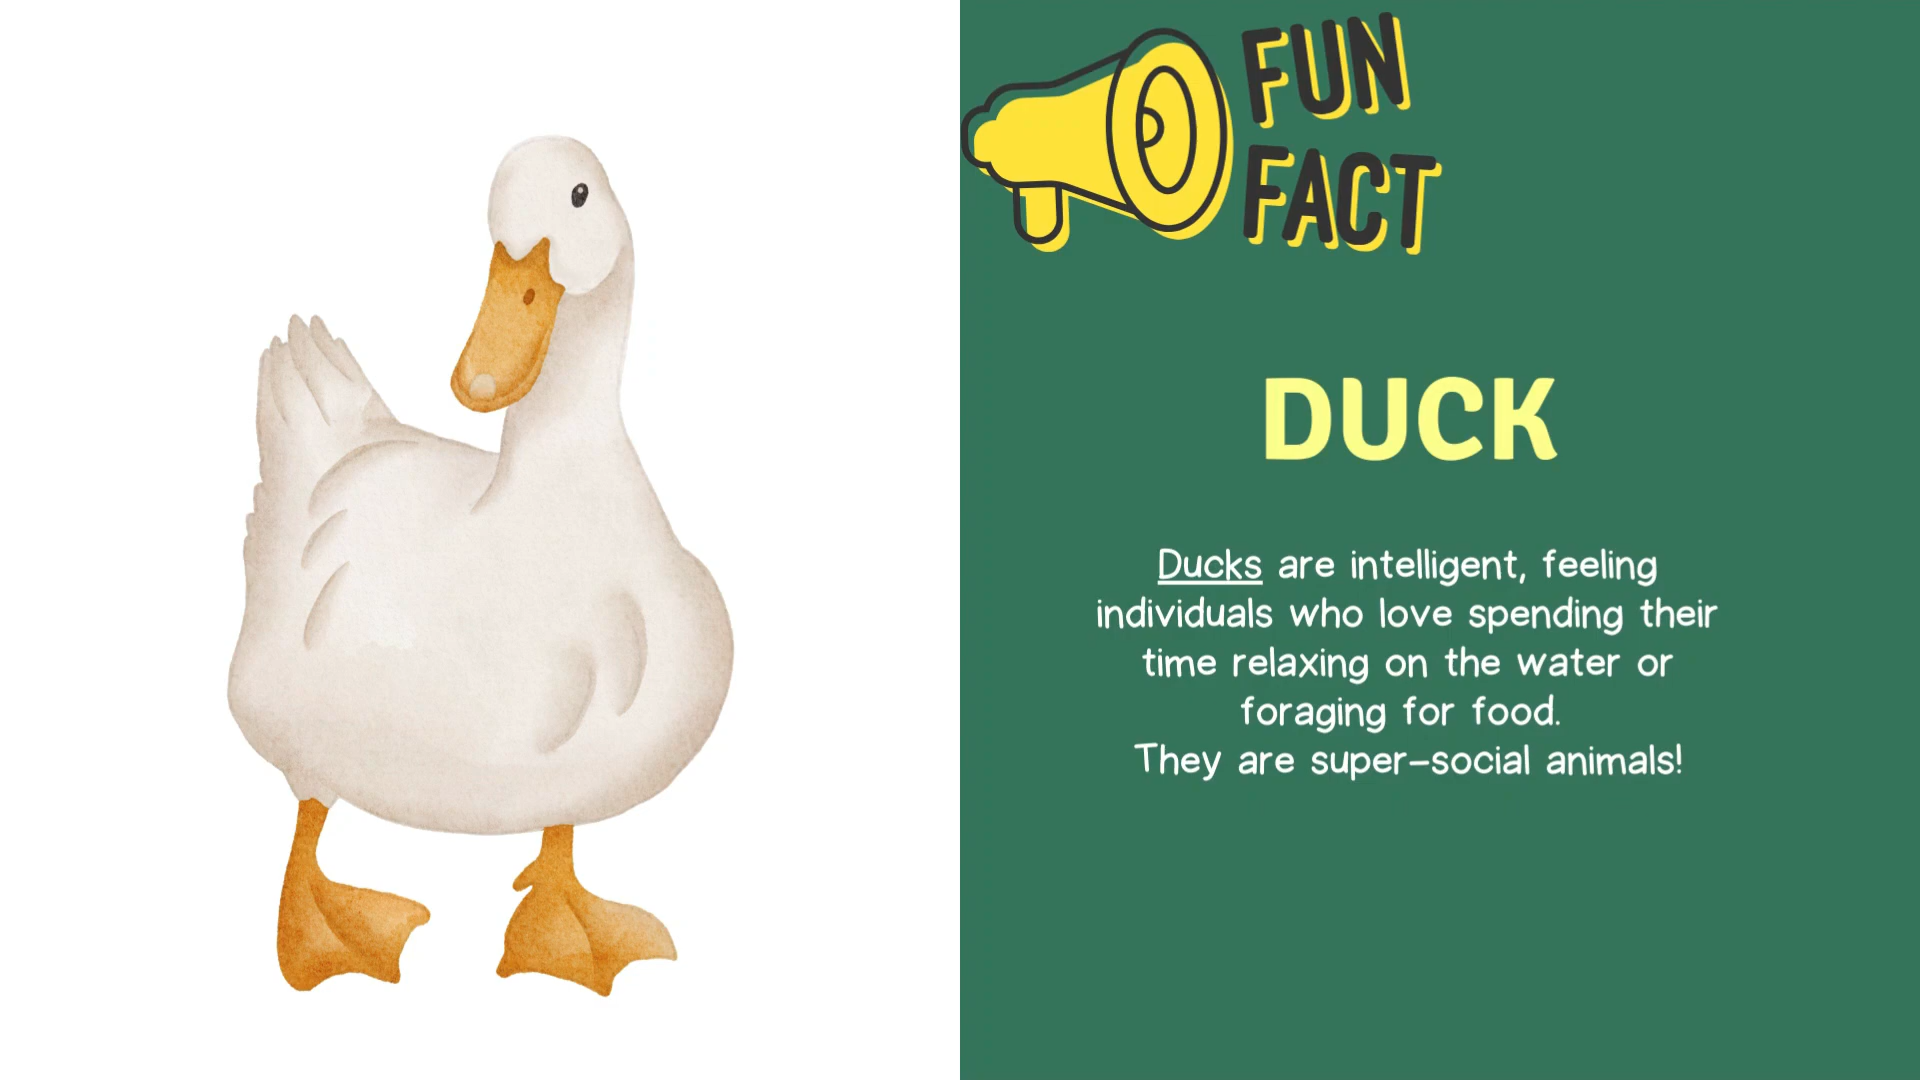 FUN
FACT
DUCK
Ducks are intelligent, feeling
individuals who love spending their
time relaxing on the water or
foraging for food.
They are super-social animals!